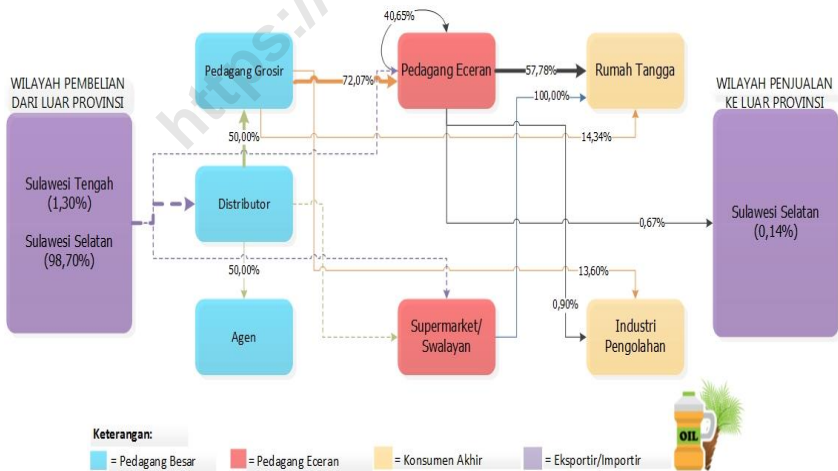 https://
40,65%
Pedagang Grosir
72,07%
Pedagang Eceran
57,78%
Rumah Tangga
WILAYAH PEMBELIAN
DARI LUAR PROVINSI
WILAYAH PENJUALAN
KE LUAR PROVINSI
100,00%
50,00%
14,34%
Sulawesi Tengah
(1,30%)
Sulawesi Selatan
(98,70%)
Distributor
0,67%
Sulawesi Selatan
(0,14%)
50,00%
13,60%
0,90%
Agen
Supermarket/
Swalayan
Industri
Pengolahan
OIL
Keterangan:
= Pedagang Besar
= Pedagang Eceran
= Konsumen Akhir
= Eksportir/Importir